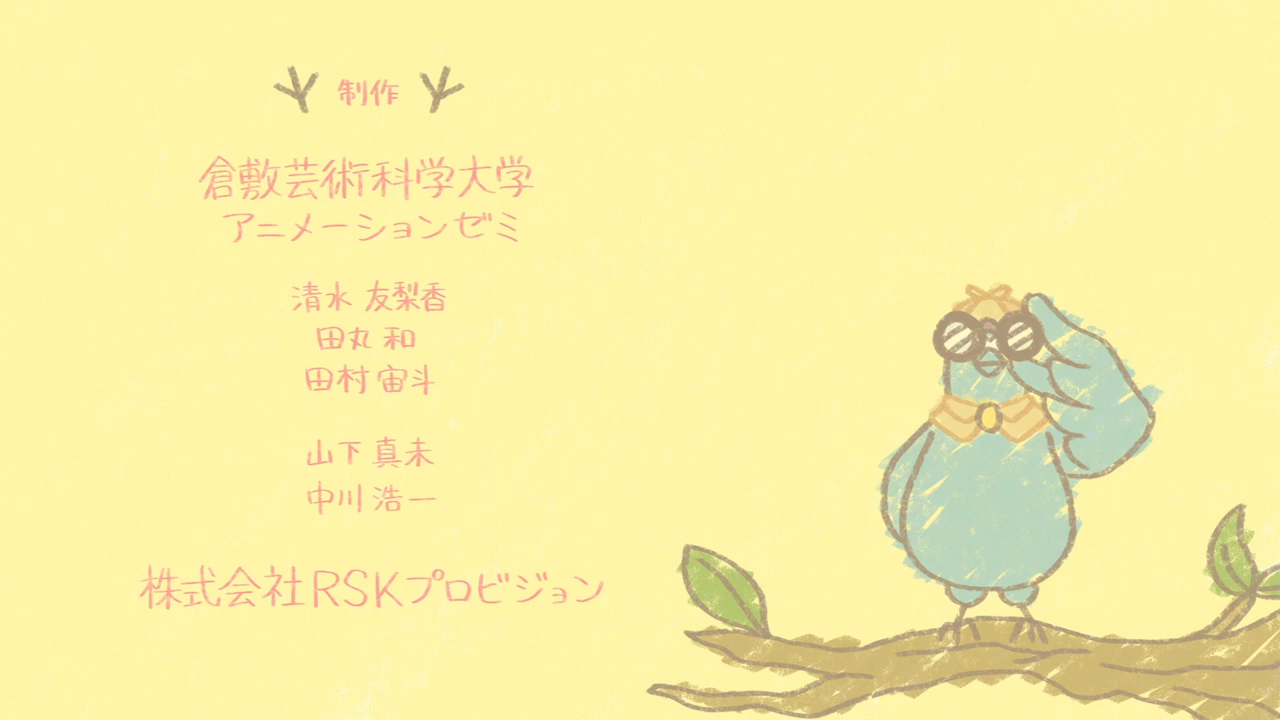 制作
倉敷芸術科学大学
アニメーションゼミ
清水 友梨香
田丸 和
田村 宙斗
山下 真未
中川 浩一
株式会社RSKプロビジョン